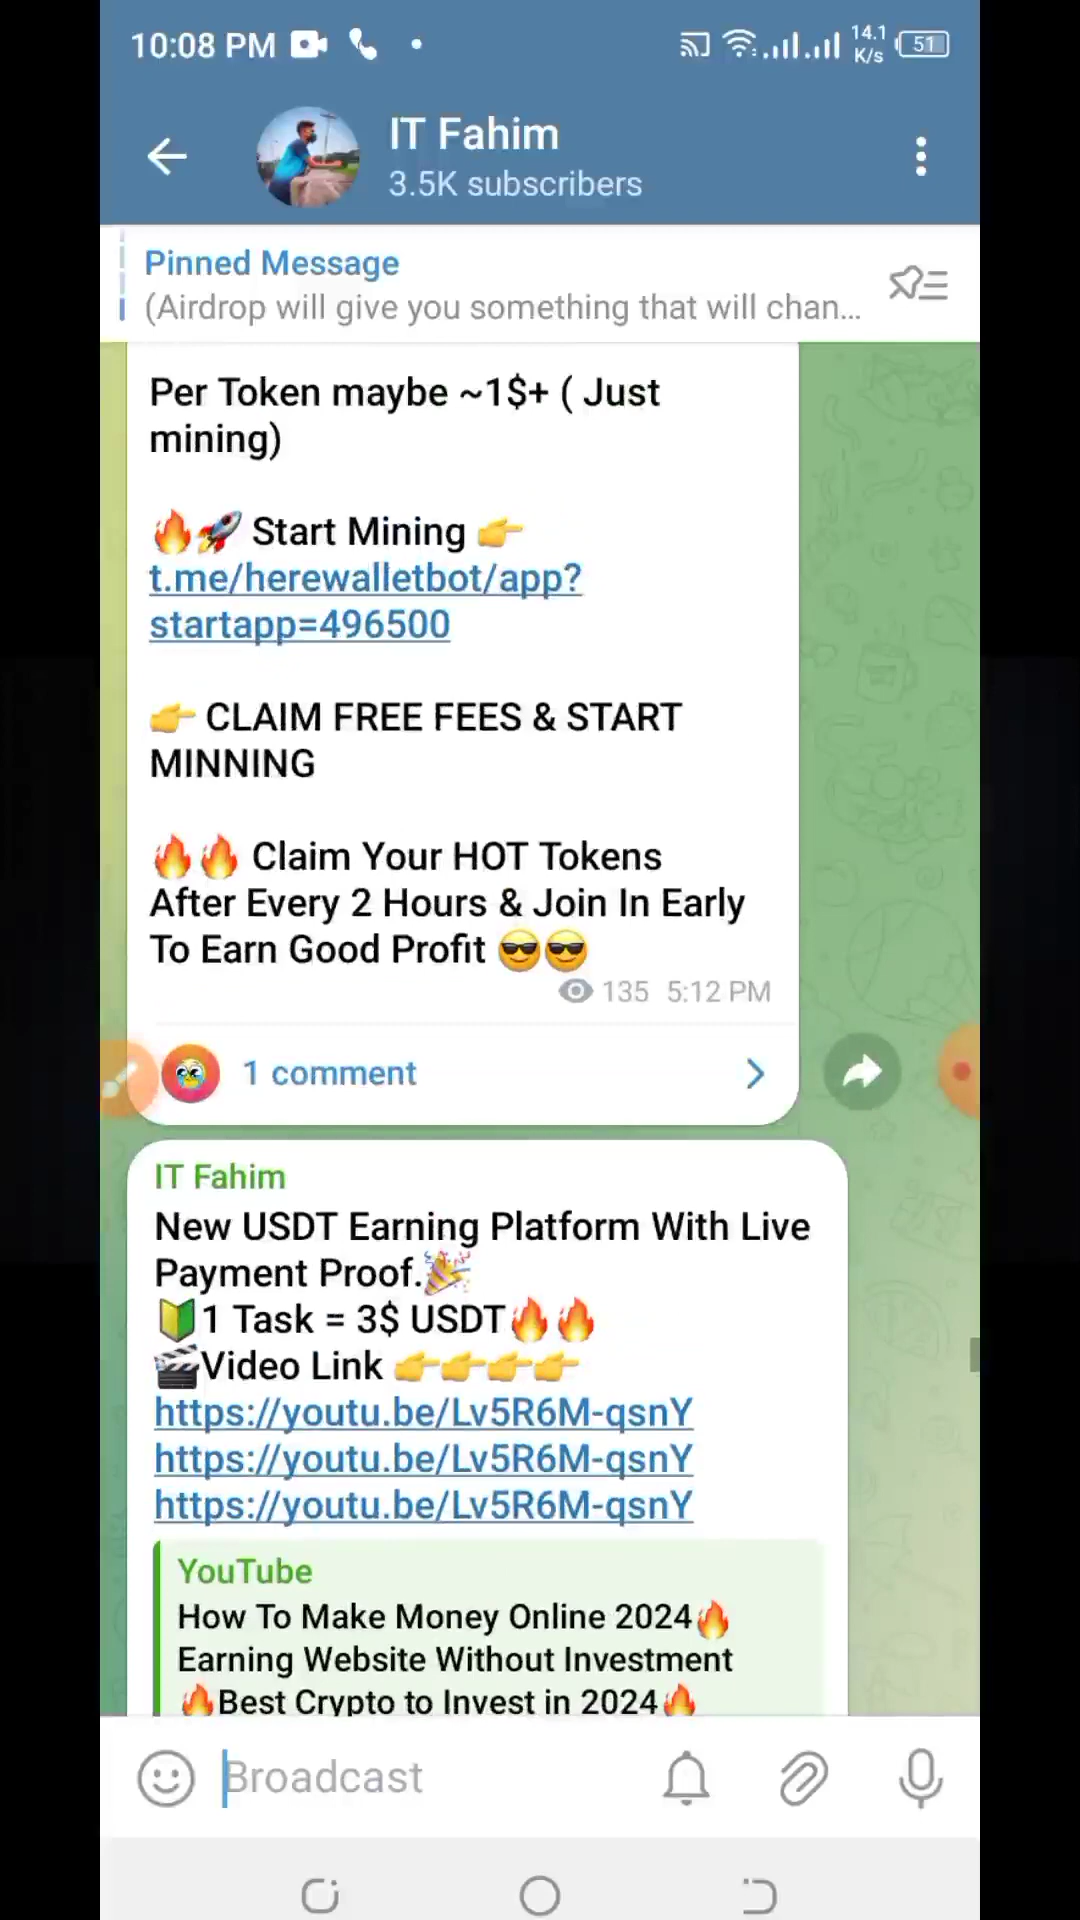 10:08 PM
14.1
K/s
51
IT Fahim
3.5K subscribers
Pinned Message
(Airdrop will give you something that will chan...
Per Token maybe ~1$+ ( Just
mining)
🔥🚀 Start Mining 👉
t.me/herewalletbot/app?
startapp=496500
👉 CLAIM FREE FEES & START
MINNING
🔥🔥 Claim Your HOT Tokens
After Every 2 Hours & Join In Early
To Earn Good Profit 😎😎
135 5:12 PM
1 comment
IT Fahim
New USDT Earning Platform With Live
Payment Proof.🎉
🔰1 Task = 3$ USDT🔥🔥
🎬Video Link 👉👉👉👉
https://youtu.be/Lv5R6M-qsnY
https://youtu.be/Lv5R6M-qsnY
https://youtu.be/Lv5R6M-qsnY
YouTube
How To Make Money Online 2024🔥
Earning Website Without Investment
🔥Best Crypto to Invest in 2024🔥
Broadcast